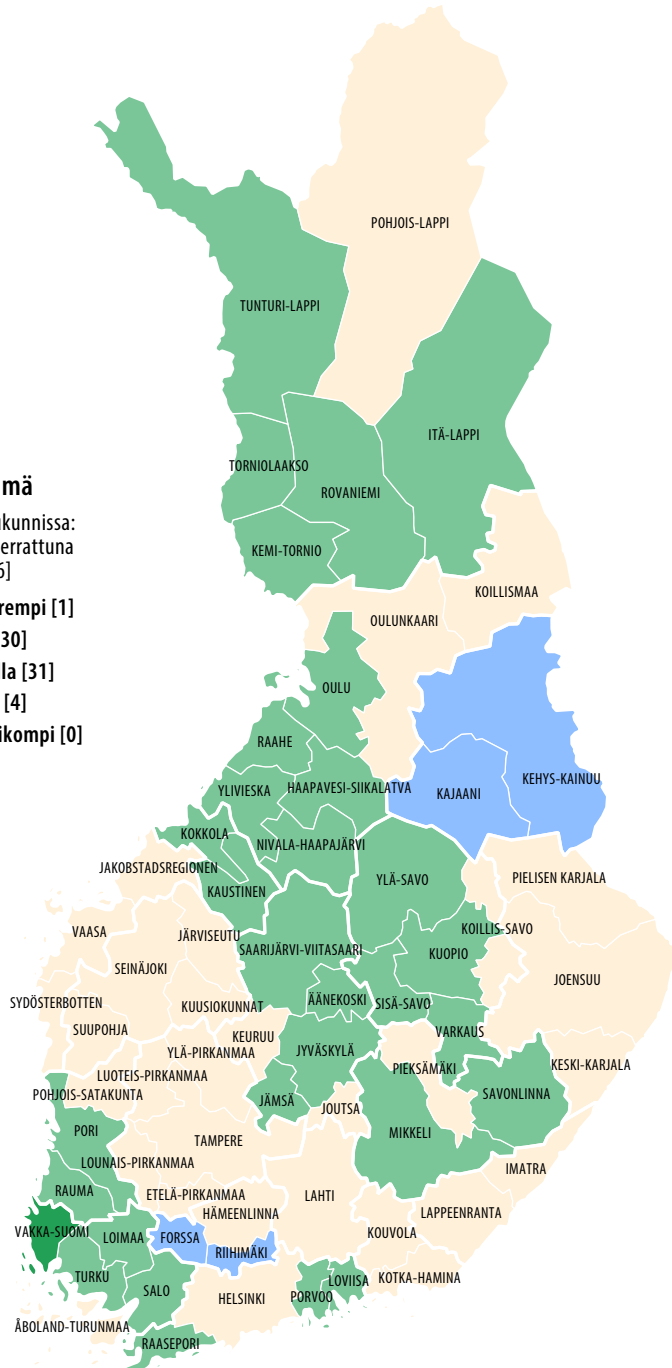 POHJOIS-LAPPI
TUNTURI-LAPPI
ITÄ-LAPPI
TORNIOLAAKSO
ROVANIEMI
KEMI-TORNIO
mä
kunnissa:
errattuna
6]
rempi [1]
30]
la [31]
[4]
ikompi [0]
KOILLISMAA
OULUNKAARI
OULU
RAAHE
HAAPAVESI-SIIKALATVA
YLIVIESKA
KAJAANI
KEHYS-KAINUU
KOKKOLA
NIVALA-HAAPAJÄRVI
JAKOBSTADSREGIONEN
KAUSTINEN
YLÄ-SAVO
PIELISEN KARJALA
VAASA
JÄRVISEUTU
SAARIJÄRVI-VIITASAARI
KOILLIS-SAVO
KUOPIO
SEINÄJOKI
JOENSUU
SYDÖSTERBOTTEN
KUUSIOKUNNAT
ÄÄNEKOSKI
SISÄ-SAVO
SUUPOHJA
KEURUU
VARKAUS
YLÄ-PIRKANMAA
JYVÄSKYLÄ
PIEKSÄMÄKI
KESKI-KARJALA
LUOTEIS-PIRKANMAA
POHJOIS-SATAKUNTA
JÄMSÄ
JOUTSA
SAVONLINNA
PORI
TAMPERE
MIKKELI
LOUNAIS-PIRKANMAA
IMATRA
RAUMA
ETELÄ-PIRKANMAA
LAHTI
HÄMEENLINNA
LAPPEENRANTA
VAKKA-SUOMI
LOIMAA
FORSSA
KOUVOLA
RIIHIMÄKI
TURKU
SALO
HELSINKI
PORVOO
LOVIISA
KOTKA-HAMINA
ÅBOLAND-TURUNMAA
RAASEPORI